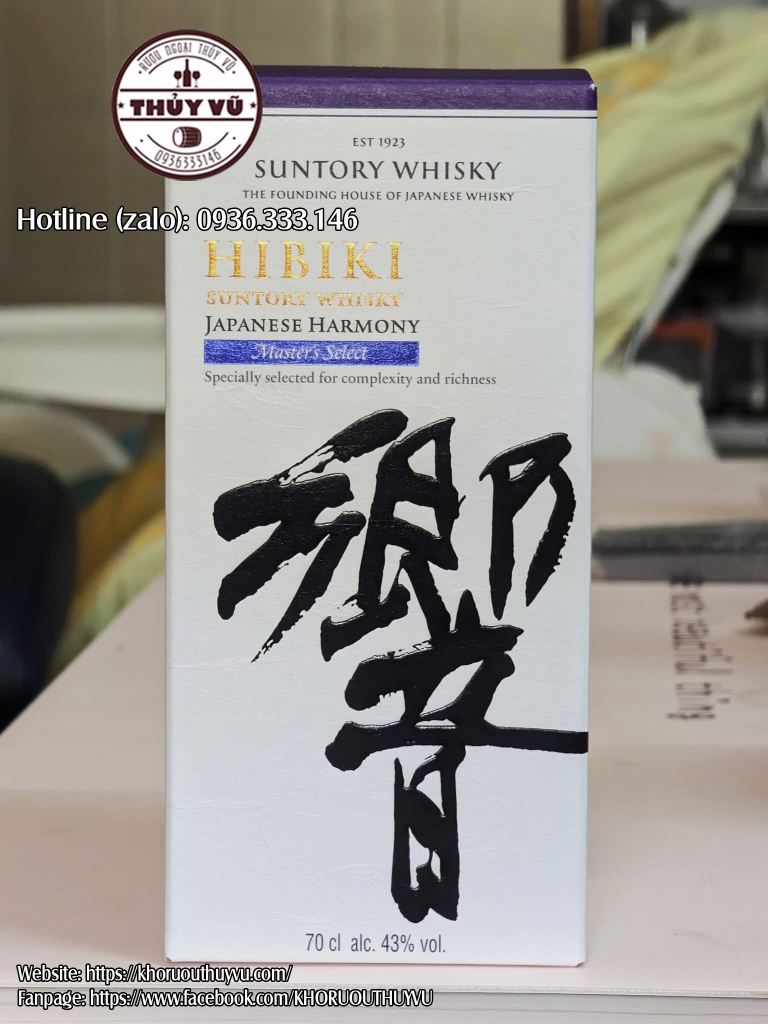 RƯỢU NGOẠI THỦY VŨ
THỦY VŨ
0936333146
EST 1923
SUNTORY WHISKY
THE FOUNDING HOUSE OF JAPANESE WHISKY
Hotline (zalo): 0936.333.146
HIBIKI
SUNTORY WHISKY
JAPANESE HARMONY
Master's Select
Specially selected for complexity and richness
響
70 cl alc. 43% vol.
Website: https://khoruouthuyvu.com/
Fanpage: https://www.facebook.com/KHORUOUTHUYVU